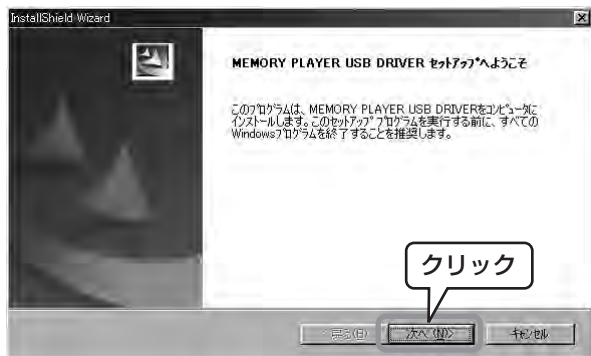 InstallShield Wizard
MEMORY PLAYER USB DRIVER ｾｯﾄｱｯﾌﾟへようこそ
このﾌﾟﾛｸﾞﾗﾑは、MEMORY PLAYER USB DRIVERをｺﾝﾋﾟｭｰﾀに
ｲﾝｽﾄｰﾙします。このｾｯﾄｱｯﾌﾟ ﾌﾟﾛｸﾞﾗﾑを実行する前に、すべての
Windowsﾌﾟﾛｸﾞﾗﾑを終了することを推奨します。
クリック
< 戻る(B) 次へ (N)> ｷｬﾝｾﾙ